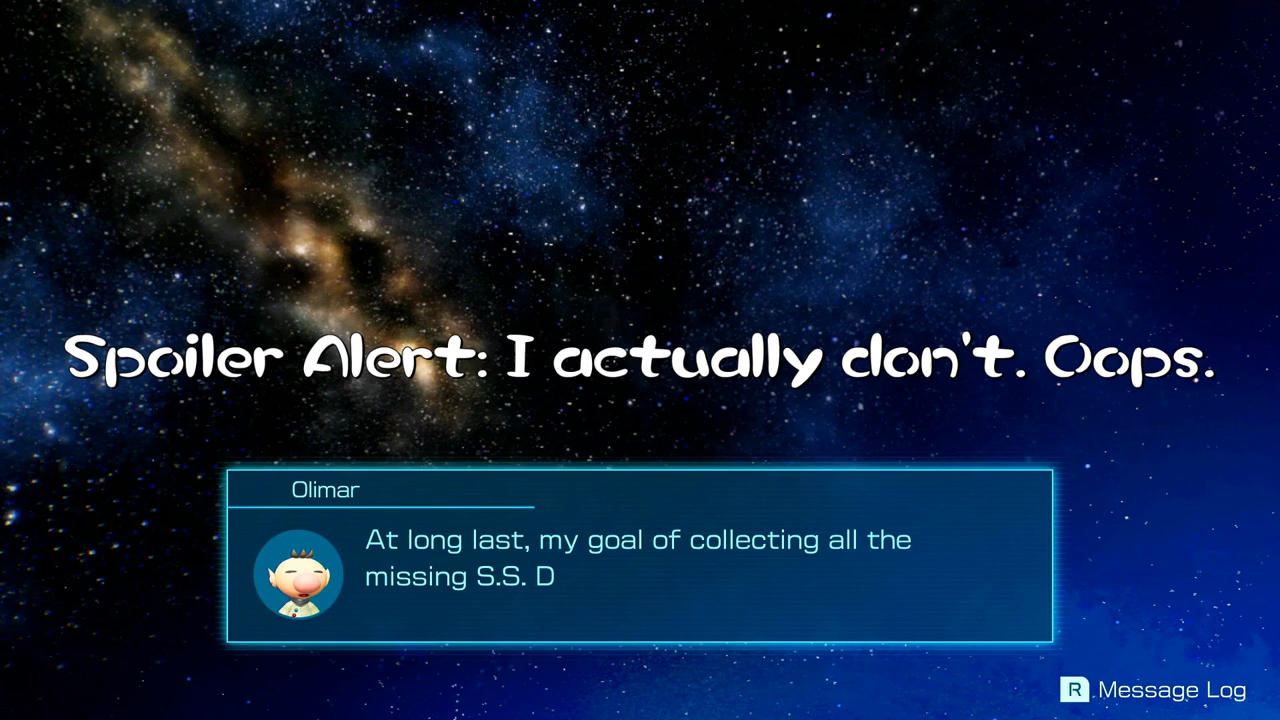 Spoiler Alert: I actually don't. Oops.
Olimar
At long last, my goal of collecting all the
missing S.S. D
R Message Log